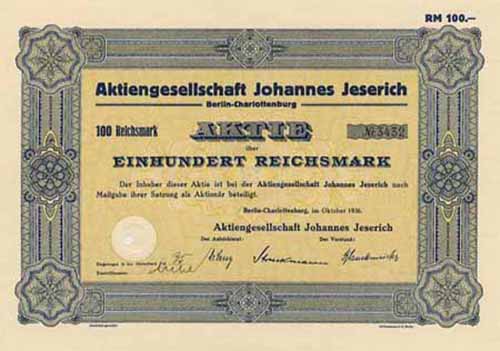 RM 100.—
Aktiengesellschaft Johannes Jeserich
Berlin-Charlottenburg
100 Reichsmark AKTIE № 3432
über
EINHUNDERT REICHSMARK
Der Inhaber dieser Aktie ist bei der Aktiengesellschaft Johannes Jeserich nach
Maßgabe ihrer Satzung als Aktionär beteiligt.
Berlin-Charlottenburg, im Oktober 1936.
Aktiengesellschaft Johannes Jeserich
Der Aufsichtsrat: Der Vorstand: